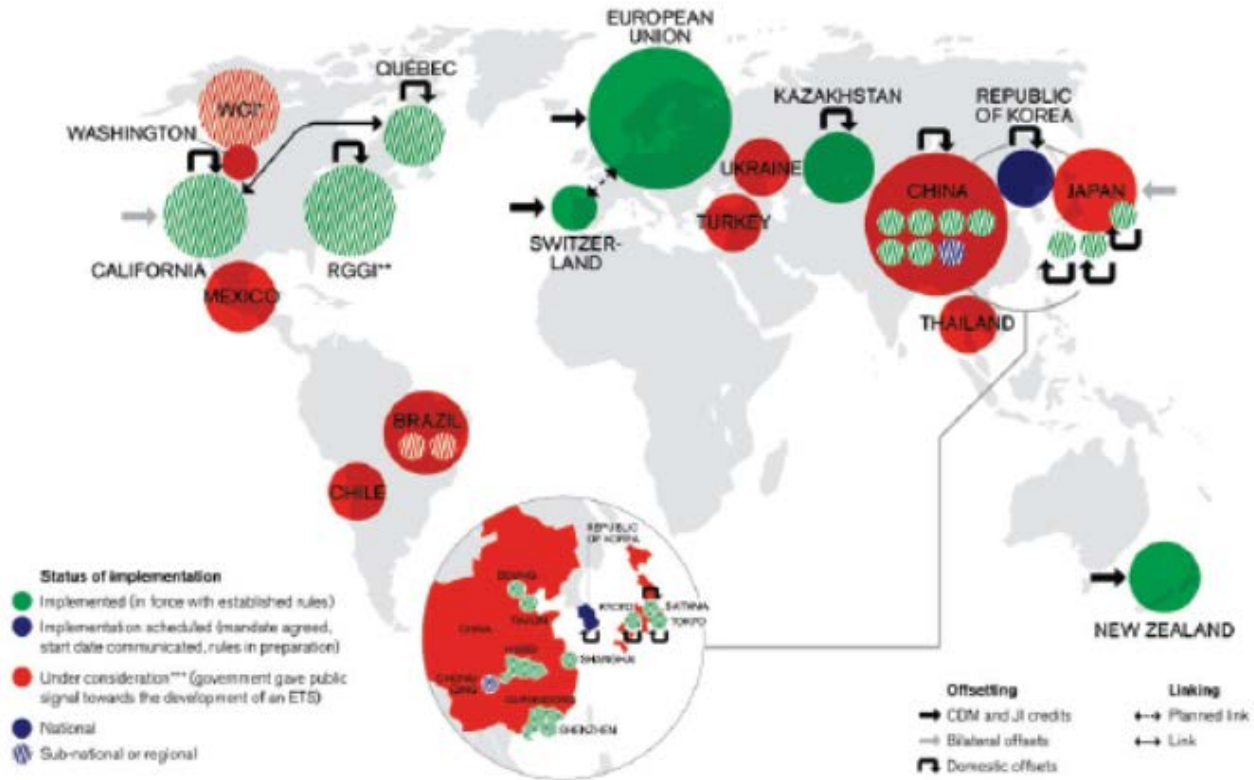 EUROPEAN
UNION
QUÉBEC
KAZAKHSTAN
REPUBLIC
OF KOREA
WCI*
WASHINGTON
UKRAINE
CHINA
JAPAN
TURKEY
SWITZER-
LAND
CALIFORNIA
RGGI**
MEXICO
THAILAND
BRAZIL
CHILE
NEW ZEALAND
REPUBLIC
OF KOREA
BEIJING
TIANJIN
KYOTO
SAITAMA
TOKYO
CHINA
HUBEI
SHANGHAI
CHONG-
QING
GUANGDONG
SHENZHEN
Status of implementation
Implemented (in force with established rules)
Implementation scheduled (mandate agreed,
start date communicated, rules in preparation)
Under consideration*** (government gave public
signal towards the development of an ETS)
National
Sub-national or regional
Offsetting
CDM and JI credits
Bilateral offsets
Domestic offsets
Linking
Planned link
Link